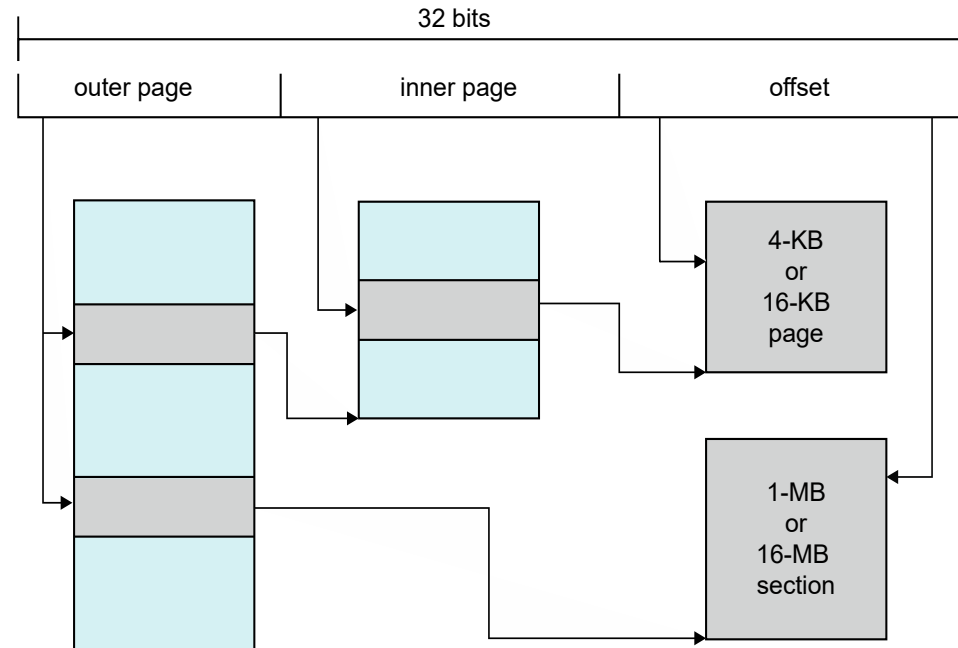 32 bits
outer page
inner page
offset
4-KB
or
16-KB
page
1-MB
or
16-MB
section